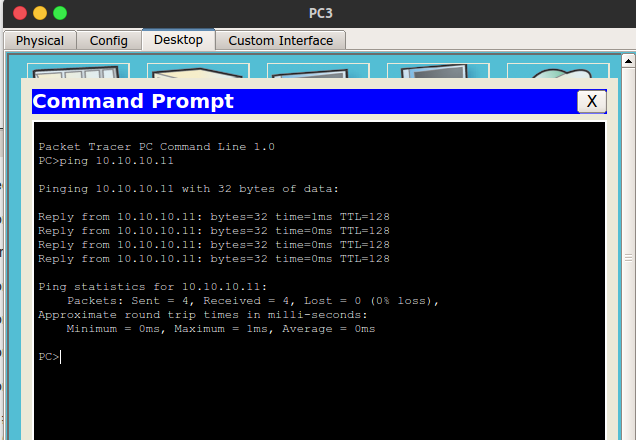 PC3
Physical Config Desktop Custom Interface
Command Prompt X
Packet Tracer PC Command Line 1.0
PC>ping 10.10.10.11
Pinging 10.10.10.11 with 32 bytes of data:
Reply from 10.10.10.11: bytes=32 time=1ms TTL=128
Reply from 10.10.10.11: bytes=32 time=0ms TTL=128
Reply from 10.10.10.11: bytes=32 time=0ms TTL=128
Reply from 10.10.10.11: bytes=32 time=0ms TTL=128
Ping statistics for 10.10.10.11:
Packets: Sent = 4, Received = 4, Lost = 0 (0% loss),
Approximate round trip times in milli-seconds:
Minimum = 0ms, Maximum = 1ms, Average = 0ms
PC>